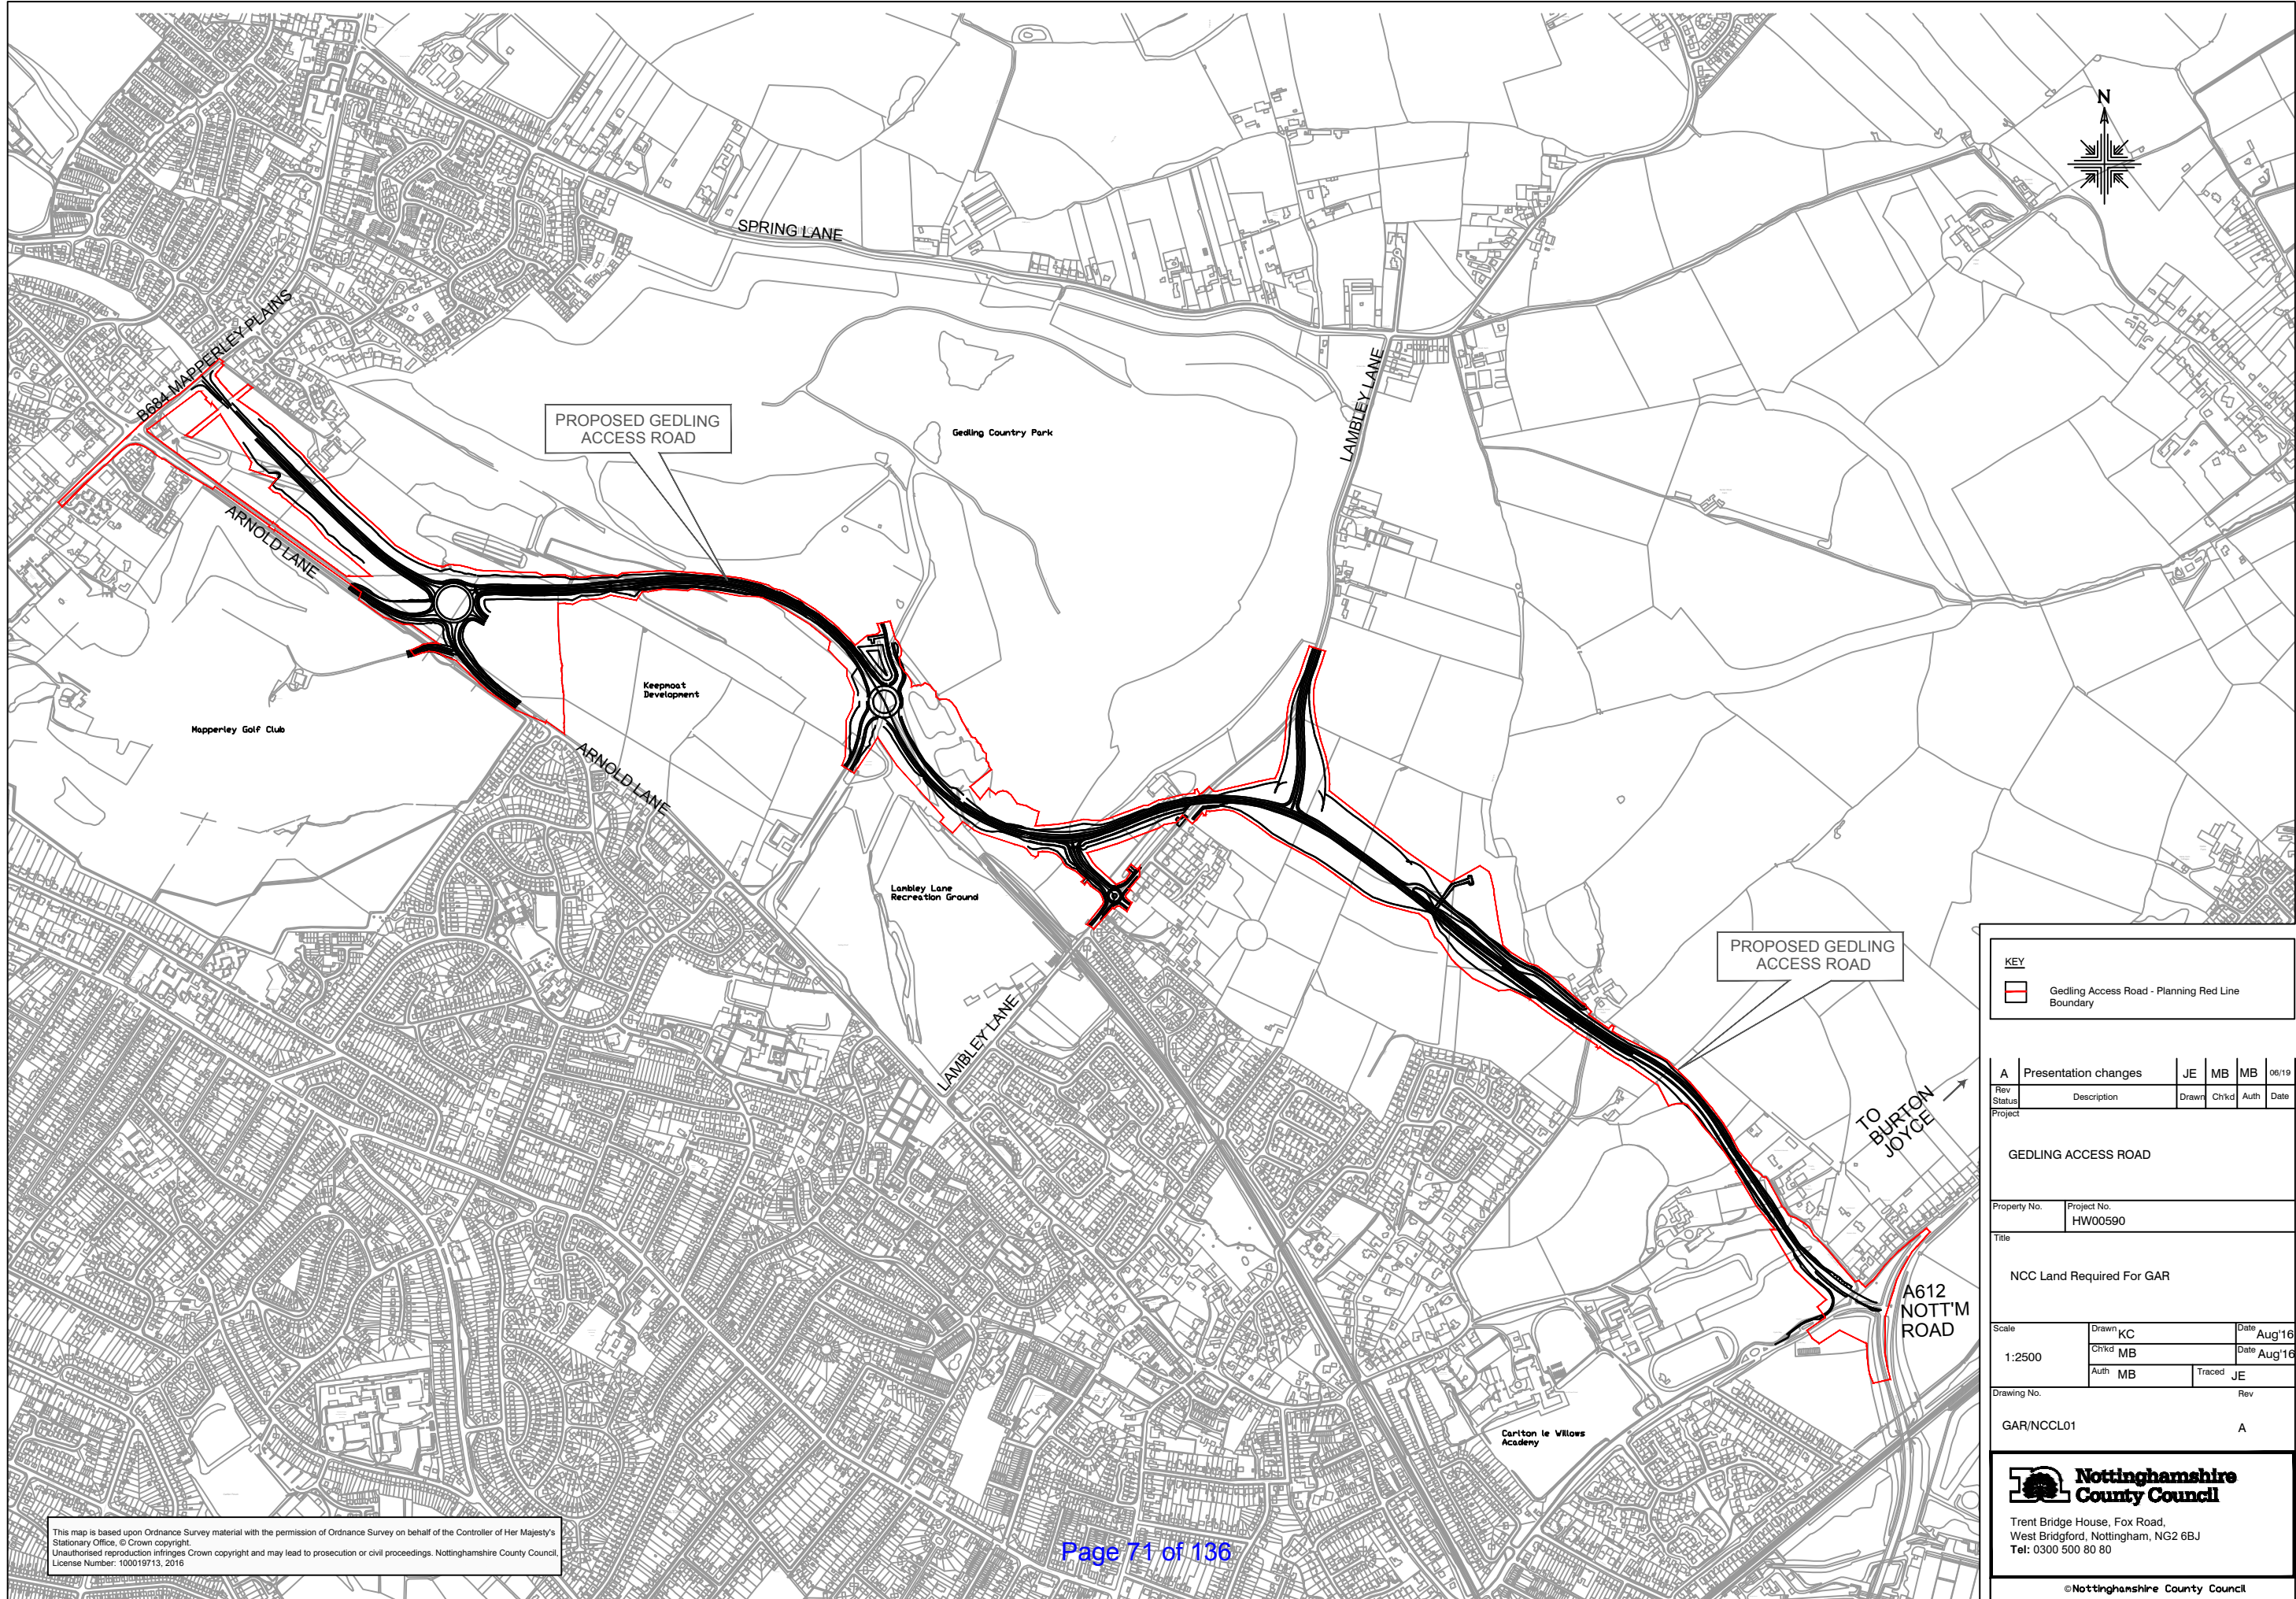 N
SPRING LANE
B684 MAPPERLEY PLAINS
PROPOSED GEDLING
ACCESS ROAD
Gedling Country Park
LAMBLEY LANE
ARNOLD LANE
Keepmoat
Development
Mapperley Golf Club
ARNOLD LANE
Lambley Lane
Recreation Ground
LAMBLEY LANE
PROPOSED GEDLING
ACCESS ROAD
TO
BURTON
JOYCE
A612
NOTT'M
ROAD
Carlton le Willows
Academy
KEY
Gedling Access Road - Planning Red Line
Boundary
A Presentation changes JE MB MB 06/19
Rev
Status Description Drawn Ch'kd Auth Date
Project
GEDLING ACCESS ROAD
Property No. Project No.
HW00590
Title
NCC Land Required For GAR
Scale Drawn KC Date Aug'16
1:2500 Ch'kd MB Date Aug'16
Auth MB Traced JE
Drawing No. Rev
GAR/NCCL01 A
Nottinghamshire
County Council
Trent Bridge House, Fox Road,
West Bridgford, Nottingham, NG2 6BJ
Tel: 0300 500 80 80
©Nottinghamshire County Council
This map is based upon Ordnance Survey material with the permission of Ordnance Survey on behalf of the Controller of Her Majesty's
Stationary Office, © Crown copyright.
Unauthorised reproduction infringes Crown copyright and may lead to prosecution or civil proceedings. Nottinghamshire County Council,
License Number: 100019713, 2016
Page 71 of 136